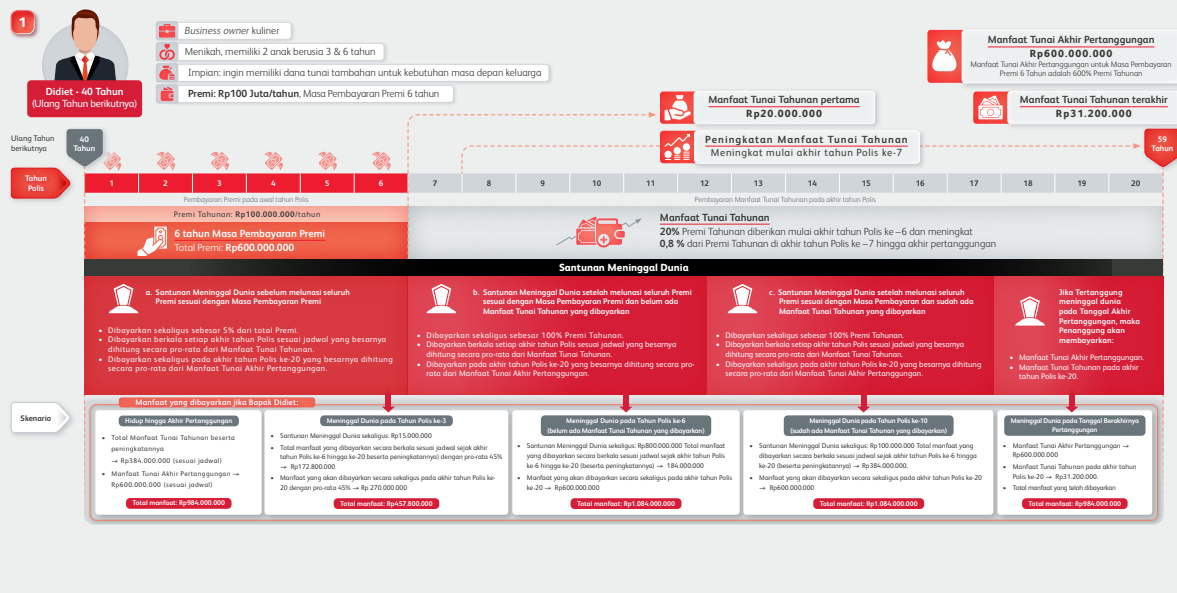 1
Business owner kuliner
Menikah, memiliki 2 anak berusia 3 & 6 tahun
Impian: ingin memiliki dana tunai tambahan untuk kebutuhan masa depan keluarga
Premi: Rp100 Juta/tahun, Masa Pembayaran Premi 6 tahun
Didiet - 40 Tahun
(Ulang Tahun berikutnya)
Manfaat Tunai Akhir Pertanggungan
Rp600.000.000
Manfaat Tunai Akhir Pertanggungan untuk Masa Pembayaran
Premi 6 Tahun adalah 600% Premi Tahunan
Manfaat Tunai Tahunan pertama
Rp20.000.000
Manfaat Tunai Tahunan terakhir
Rp31.200.000
Peningkatan Manfaat Tunai Tahunan
Meningkat mulai akhir tahun Polis ke-7
Ulang Tahun
berikutnya
40
Tahun
59
Tahun
Tahun
Polis
1 2 3 4 5 6 7 8 9 10 11 12 13 14 15 16 17 18 19 20
Pembayaran Premi pada awal tahun Polis
Pembayaran Manfaat Tunai Tahunan pada akhir tahun Polis
Premi Tahunan: Rp100.000.000/tahun
6 tahun Masa Pembayaran Premi
Total Premi: Rp600.000.000
Manfaat Tunai Tahunan
20% Premi Tahunan diberikan mulai akhir tahun Polis ke –6 dan meningkat
0,8 % dari Premi Tahunan di akhir tahun Polis ke –7 hingga akhir pertanggungan
Santunan Meninggal Dunia
a. Santunan Meninggal Dunia sebelum melunasi seluruh
Premi sesuai dengan Masa Pembayaran Premi
• Dibayarkan sekaligus sebesar 5% dari total Premi.
• Dibayarkan berkala setiap akhir tahun Polis sesuai jadwal yang besarnya
dihitung secara pro-rata dari Manfaat Tunai Tahunan.
• Dibayarkan sekaligus pada akhir tahun Polis ke-20 yang besarnya dihitung
secara pro-rata dari Manfaat Tunai Akhir Pertanggungan.
b. Santunan Meninggal Dunia setelah melunasi seluruh Premi
sesuai dengan Masa Pembayaran Premi dan belum ada
Manfaat Tunai Tahunan yang dibayarkan
• Dibayarkan sekaligus sebesar 100% Premi Tahunan.
• Dibayarkan berkala setiap akhir tahun Polis sesuai jadwal yang besarnya
dihitung secara pro-rata dari Manfaat Tunai Tahunan.
• Dibayarkan pada akhir tahun Polis ke-20 yang besarnya dihitung secara pro-
rata dari Manfaat Tunai Akhir Pertanggungan.
c. Santunan Meninggal Dunia setelah melunasi seluruh
Premi sesuai dengan Masa Pembayaran Premi dan sudah ada
Manfaat Tunai Tahunan yang dibayarkan
• Dibayarkan sekaligus sebesar 100% Premi Tahunan.
• Dibayarkan berkala setiap akhir tahun Polis sesuai jadwal yang besarnya
dihitung secara pro-rata dari Manfaat Tunai Tahunan.
• Dibayarkan sekaligus pada akhir tahun Polis ke-20 yang besarnya dihitung
secara pro-rata dari Manfaat Tunai Akhir Pertanggungan.
Jika Tertanggung
meninggal dunia
pada Tanggal Akhir
Pertanggungan, maka
Penanggung akan
membayarkan:
• Manfaat Tunai Akhir Pertanggungan.
• Manfaat Tunai Tahunan pada akhir
tahun Polis ke-20.
Skenario
Manfaat yang dibayarkan jika Bapak Didiet:
Hidup hingga Akhir Pertanggungan
• Total Manfaat Tunai Tahunan beserta
peningkatannya
→ Rp384.000.000 (sesuai jadwal)
• Manfaat Tunai Akhir Pertanggungan →
Rp600.000.000 (sesuai jadwal)
Total manfaat: Rp984.000.000
Meninggal Dunia pada Tahun Polis ke-3
• Santunan Meninggal Dunia sekaligus: Rp15.000.000
• Total manfaat yang dibayarkan secara berkala sesuai jadwal sejak akhir
tahun ke-6 hingga ke-20 beserta peningkatannya) dengan pro-rata 45%
→ Rp172.800.000
• Manfaat yang akan dibayarkan secara sekaligus pada akhir tahun Polis ke-
20 dengan pro-rata 45% → Rp 270.000.000
Total manfaat: Rp457.800.000
Meninggal Dunia pada Tahun Polis ke-6
(belum ada Manfaat Tunai Tahunan yang dibayarkan)
• Santunan Meninggal Dunia sekaligus: Rp800.000.000 Total manfaat
yang dibayarkan secara berkala sesuai jadwal sejak akhir tahun Polis
ke-6 hingga ke-20 (beserta peningkatan) → 184.000.000
• Manfaat yang akan dibayarkan secara sekaligus pada akhir tahun Polis
ke-20 → Rp600.000.000
Total manfaat: Rp1.084.000.000
Meninggal Dunia pada Tahun Polis ke-10
(sudah ada Manfaat Tunai Tahunan yang dibayarkan)
• Santunan Meninggal Dunia sekaligus: Rp100.000.000 Total manfaat yang
dibayarkan secara berkala sesuai jadwal sejak akhir tahun Polis ke-6 hingga
ke-20 (beserta peningkatan) → Rp384.000.000.
• Manfaat yang akan dibayarkan secara sekaligus pada akhir tahun Polis ke-20
→ Rp600.000.000
Total manfaat: Rp1.084.000.000
Meninggal Dunia pada Tanggal Berakhirnya
Pertanggungan
• Manfaat Tunai Akhir Pertanggungan →
Rp600.000.000
• Manfaat Tunai Tahunan pada akhir tahun
Polis ke-20 → Rp31.200.000.
• Total manfaat yang telah dibayarkan
Total manfaat: Rp984.000.000